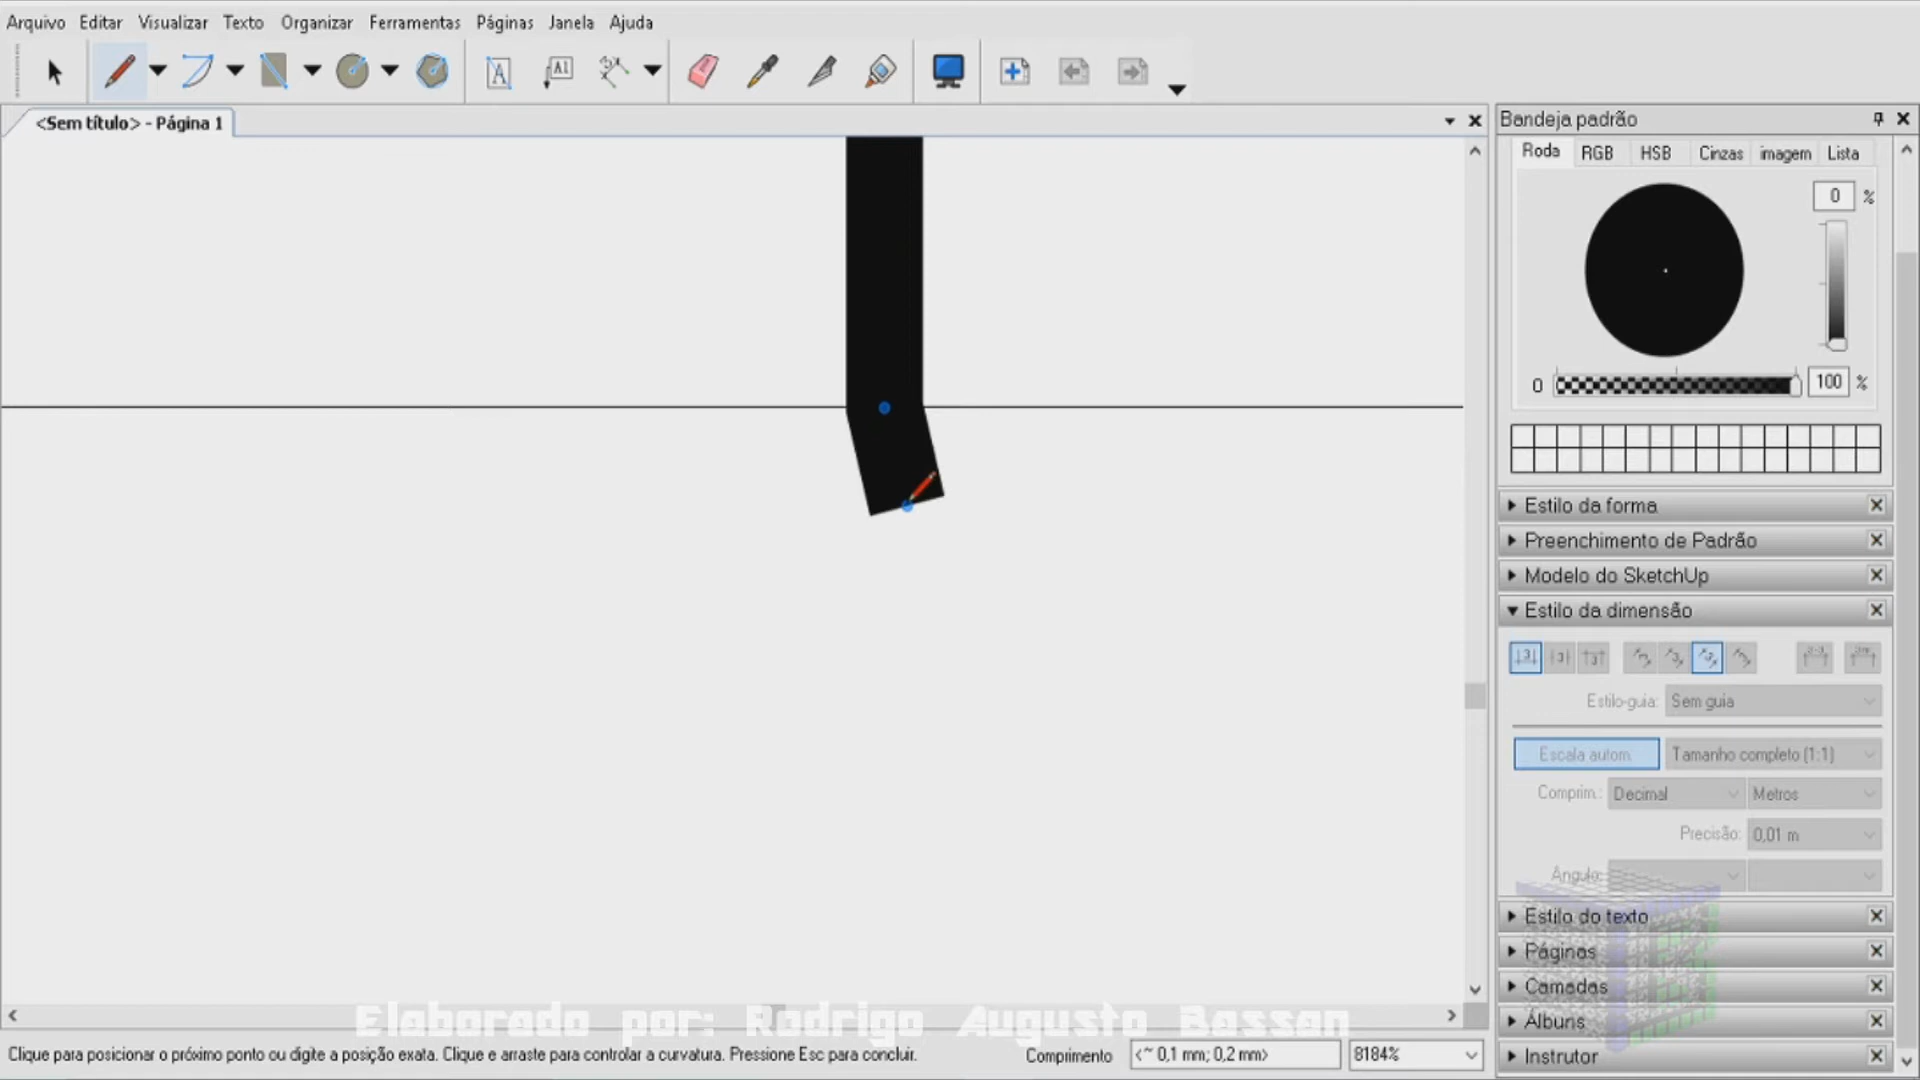 Arquivo Editar Visualizar Texto Organizar Ferramentas Páginas Janela Ajuda
<Sem título> - Página 1
Bandeja padrão
Roda RGB HSB Cinzas imagem Lista
0 %
0 100 %
Estilo da forma
Preenchimento de Padrão
Modelo do SketchUp
Estilo da dimensão
Estilo-guia: Sem guia
Escala autom. Tamanho completo (1:1)
Comprim.: Decimal Metros
Precisão: 0,01 m
Ângulo:
Estilo do texto
Páginas
Camadas
Álbuns
Instrutor
Elaborado por: Rodrigo Augusto Bassan
Clique para posicionar o próximo ponto ou digite a posição exata. Clique e arraste para controlar a curvatura. Pressione Esc para concluir. Comprimento <~ 0,1 mm; 0,2 mm> 8184%